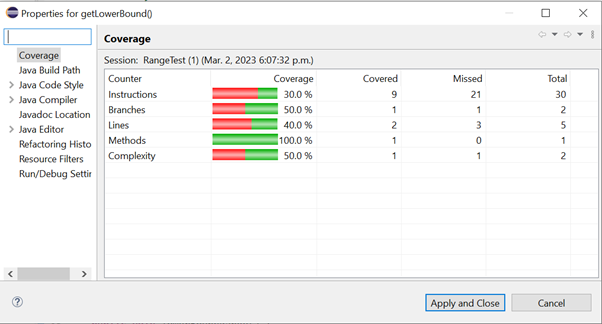 Properties for getLowerBound()
Coverage
Java Build Path
Java Code Style
Java Compiler
Javadoc Location
Java Editor
Refactoring Histo
Resource Filters
Run/Debug Settin
Coverage
Session: RangeTest (1) (Mar. 2, 2023 6:07:32 p.m.)
Counter Coverage Covered Missed Total
Instructions 30.0 % 9 21 30
Branches 50.0 % 1 1 2
Lines 40.0 % 2 3 5
Methods 100.0 % 1 0 1
Complexity 50.0 % 1 1 2
? Apply and Close Cancel